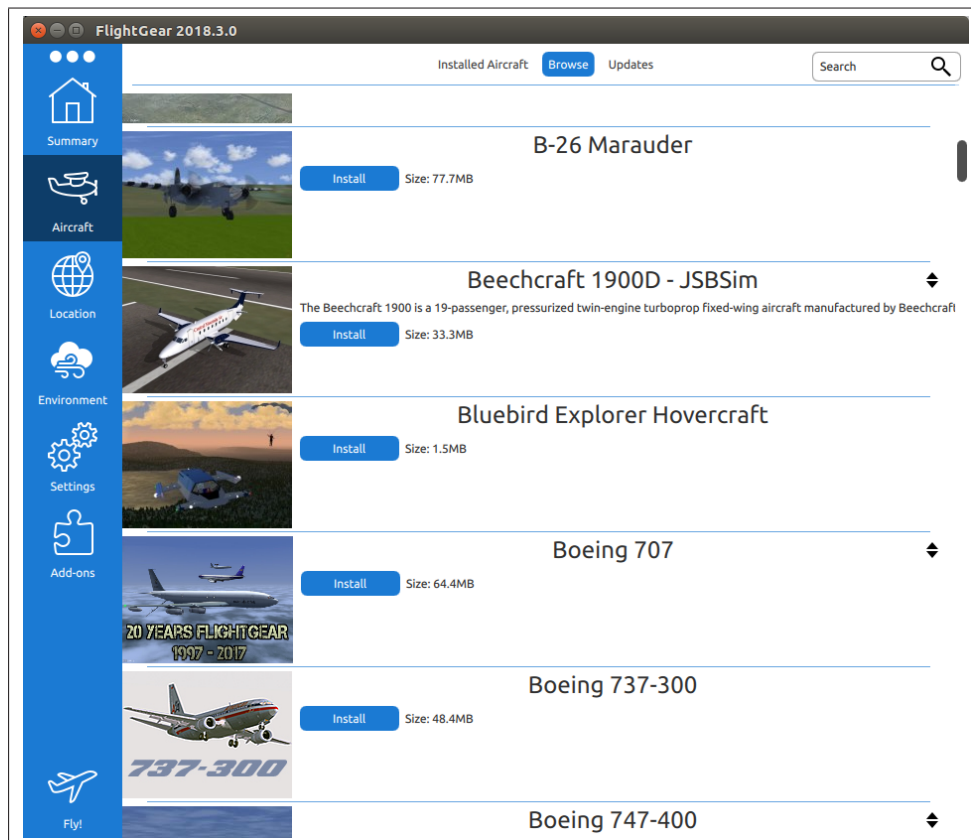 FlightGear 2018.3.0
Installed Aircraft Browse Updates
Search
Summary
Aircraft
Location
Environment
Settings
Add-ons
Fly!
B-26 Marauder
Install Size: 77.7MB
Beechcraft 1900D - JSBSim
The Beechcraft 1900 is a 19-passenger, pressurized twin-engine turboprop fixed-wing aircraft manufactured by Beechcraft
Install Size: 33.3MB
Bluebird Explorer Hovercraft
Install Size: 1.5MB
Boeing 707
Install Size: 64.4MB
20 YEARS FLIGHTGEAR
1997 - 2017
Boeing 737-300
Install Size: 48.4MB
737-300
Boeing 747-400